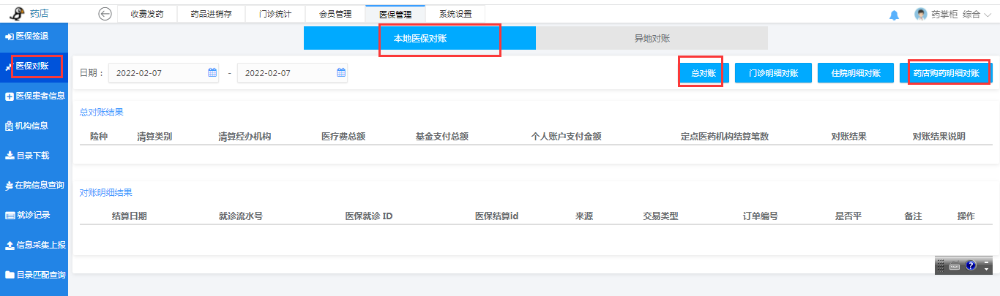 药店 收费发药 药品进销存 门诊统计 会员管理 医保管理 系统设置 药掌柜 综合
医保签退
医保对账
医保患者信息
机构信息
目录下载
在院信息查询
就诊记录
信息采集上报
目录匹配查询
本地医保对账 异地对账
日期： 2022-02-07 - 2022-02-07 总对账 门诊明细对账 住院明细对账 药店购药明细对账
总对账结果
险种 清算类别 清算经办机构 医疗费总额 基金支付总额 个人账户支付金额 定点医药机构结算笔数 对账结果 对账结果说明
对账明细结果
结算日期 就诊流水号 医保就诊 ID 医保结算id 来源 交易类型 订单编号 是否平 备注 操作